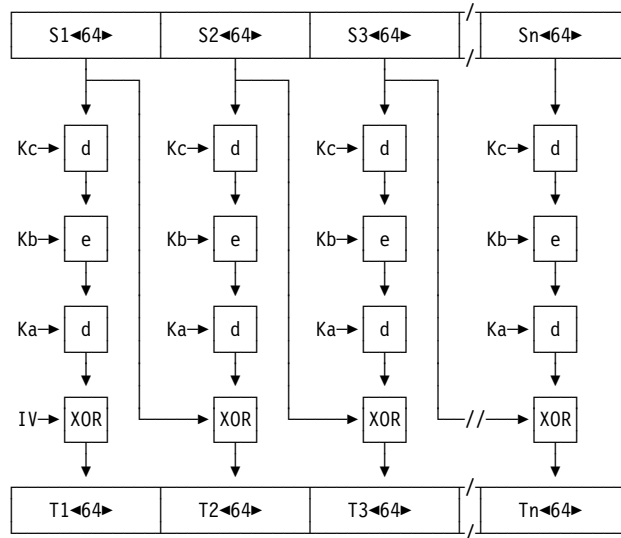 S1◄64► S2◄64► S3◄64► Sn◄64►
Kc d Kc d Kc d Kc d
Kb e Kb e Kb e Kb e
Ka d Ka d Ka d Ka d
IV XOR XOR XOR // XOR
T1◄64► T2◄64► T3◄64► Tn◄64►